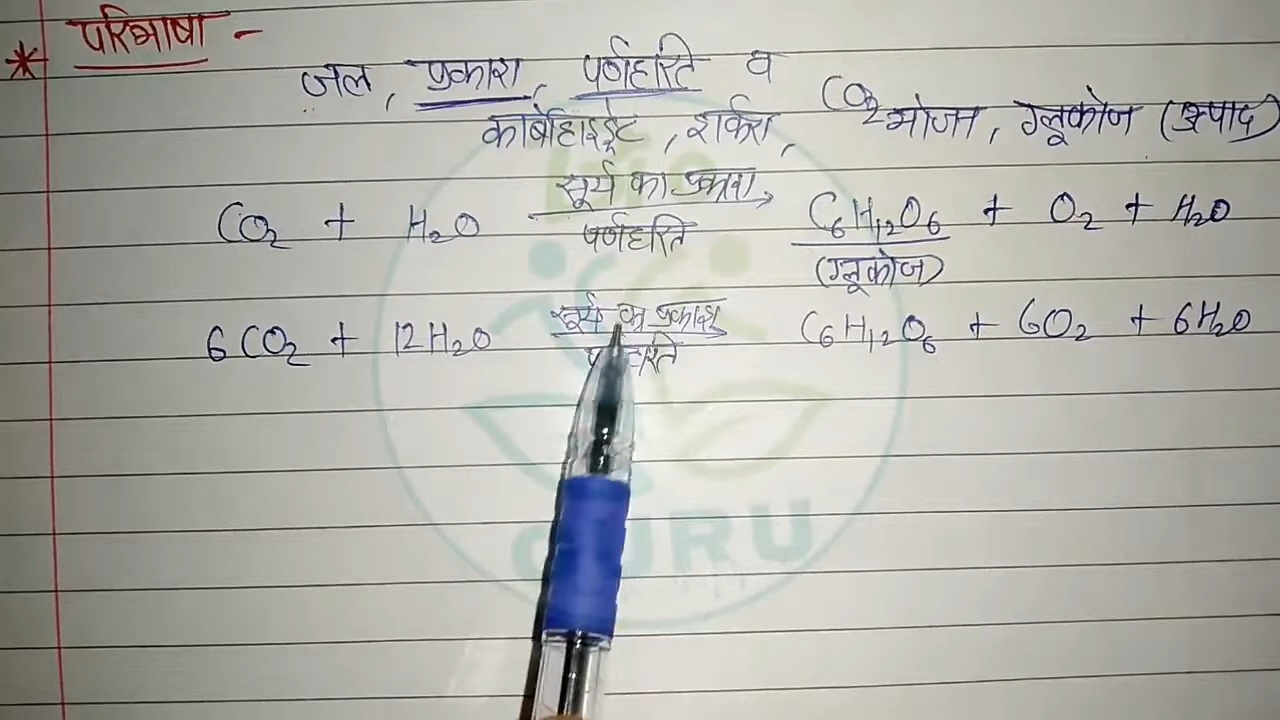 * परिभाषा -
जल, प्रकाश, पर्णहरित व CO2
कार्बोहाइड्रेट, शर्करा, भोजन, ग्लूकोज (उत्पाद)
CO2 + H2O सूर्य का प्रकाश → पर्णहरित C6H12O6 + O2 + H2O
(ग्लूकोज)
6CO2 + 12H2O सूर्य का प्रकाश → C6H12O6 + 6O2 + 6H2O
GURU